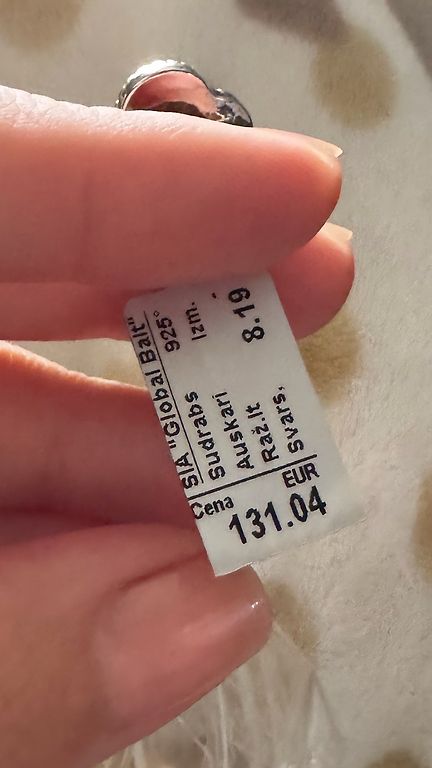 SIA "Global Balt"
Sudrabs 925°
Auskari Izm. -
Raž.lt
Svars, 8.19
Cena EUR
131.04